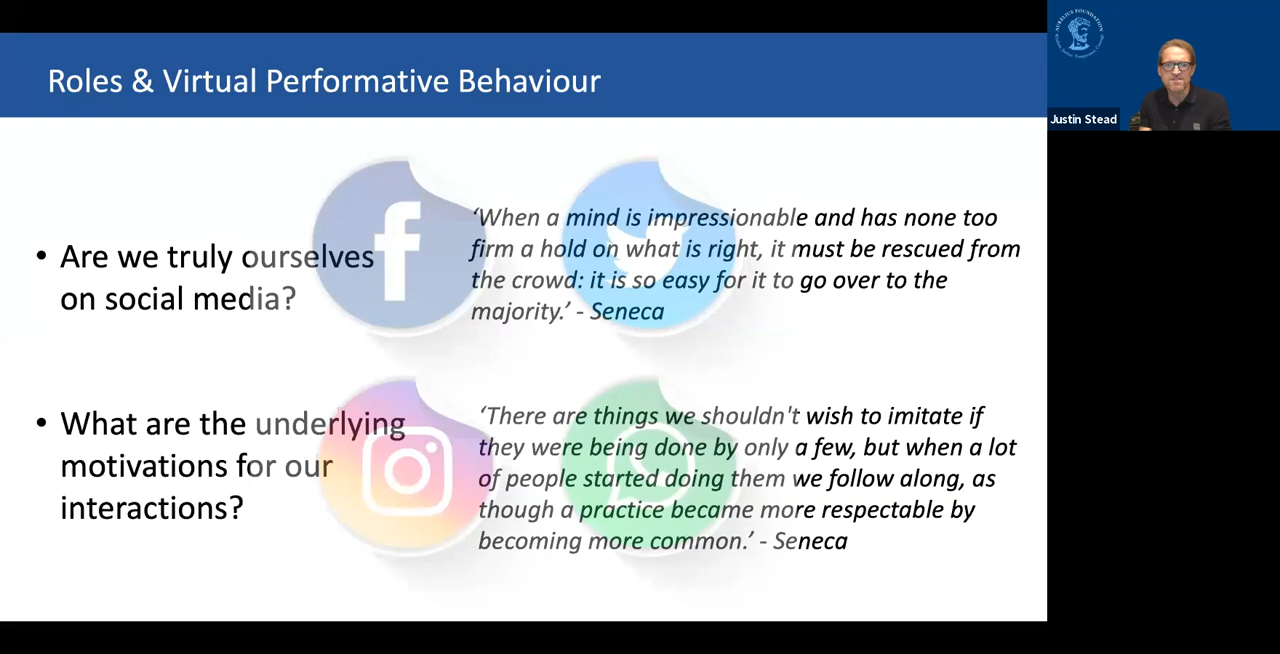 Roles & Virtual Performative Behaviour
AURELIUS FOUNDATION
Justin Stead
• Are we truly ourselves
on social media?
‘When a mind is impressionable and has none too
firm a hold on what is right, it must be rescued from
the crowd: it is so easy for it to go over to the
majority.’ - Seneca
• What are the underlying
motivations for our
interactions?
‘There are things we shouldn't wish to imitate if
they were being done by only a few, but when a lot
of people started doing them we follow along, as
though a practice became more respectable by
becoming more common.’ - Seneca